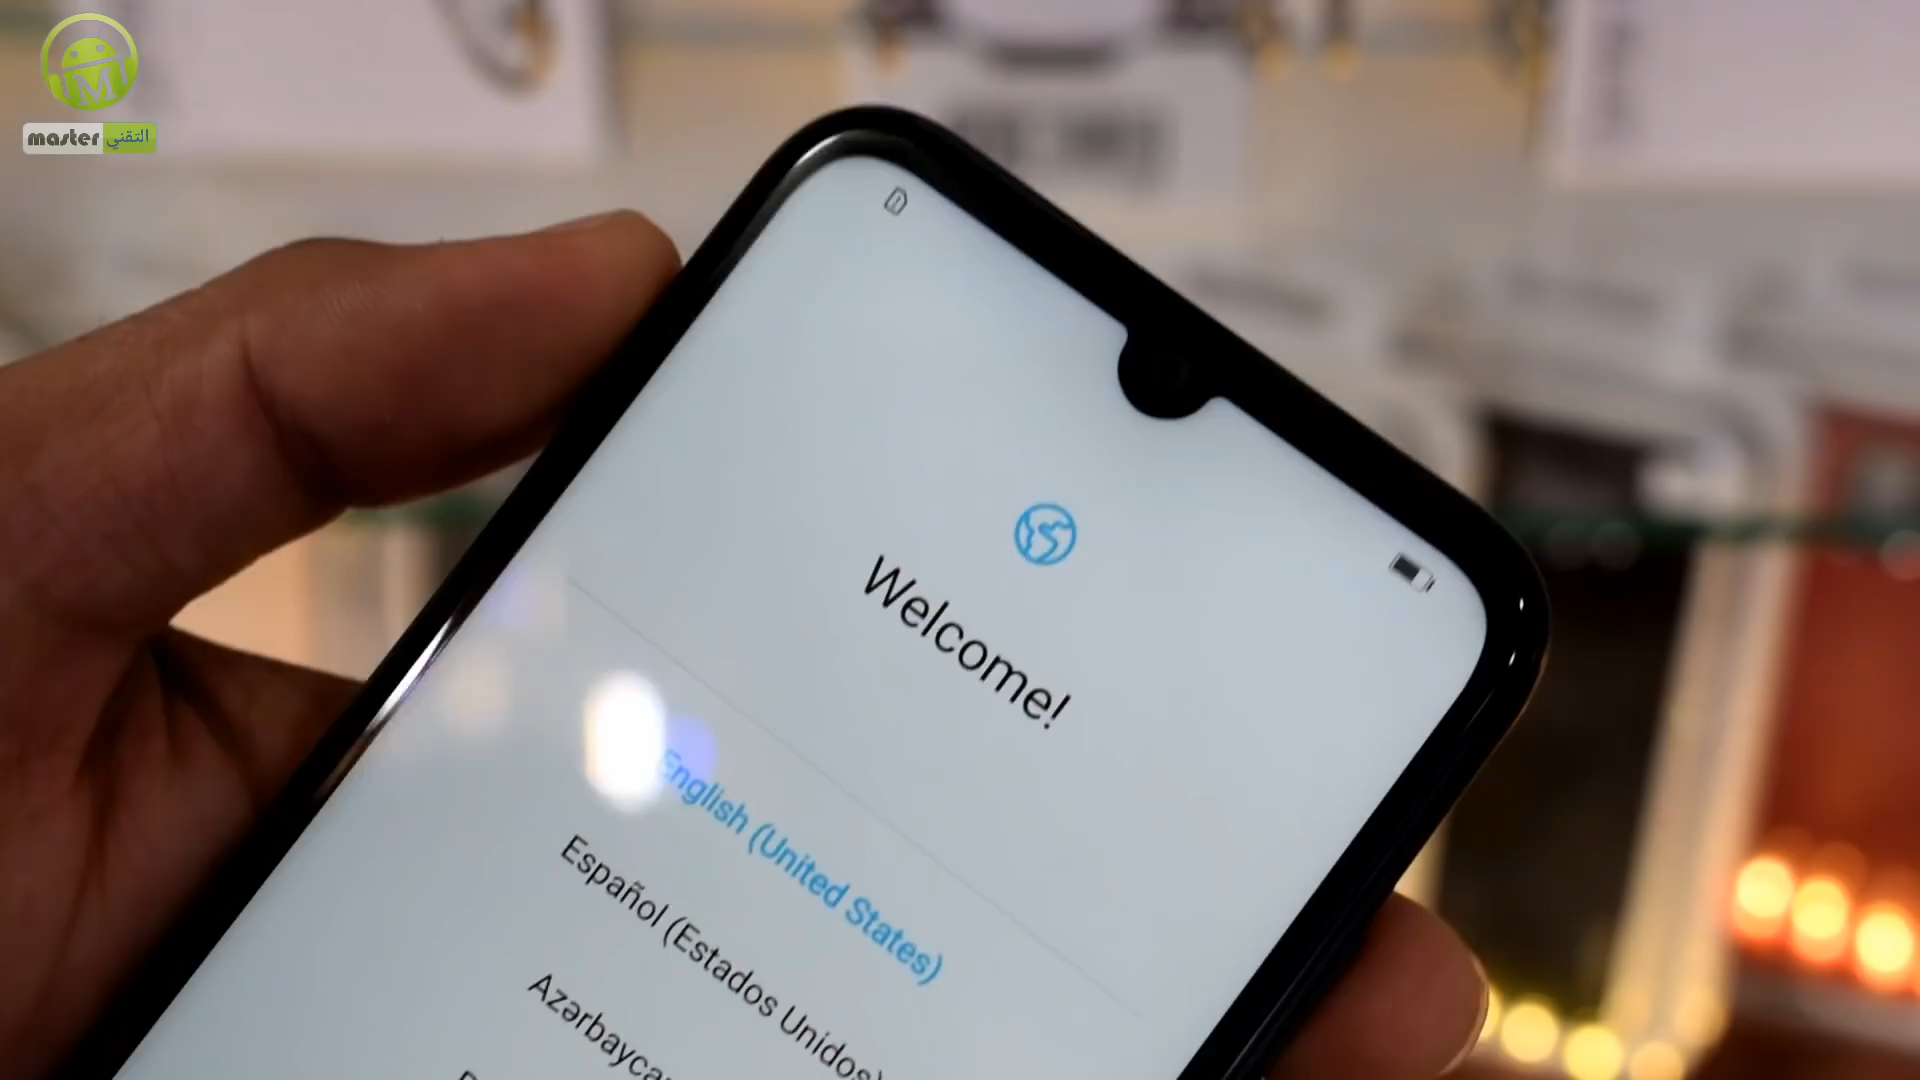 M
master التقني
Welcome!
English (United States)
Español (Estados Unidos)